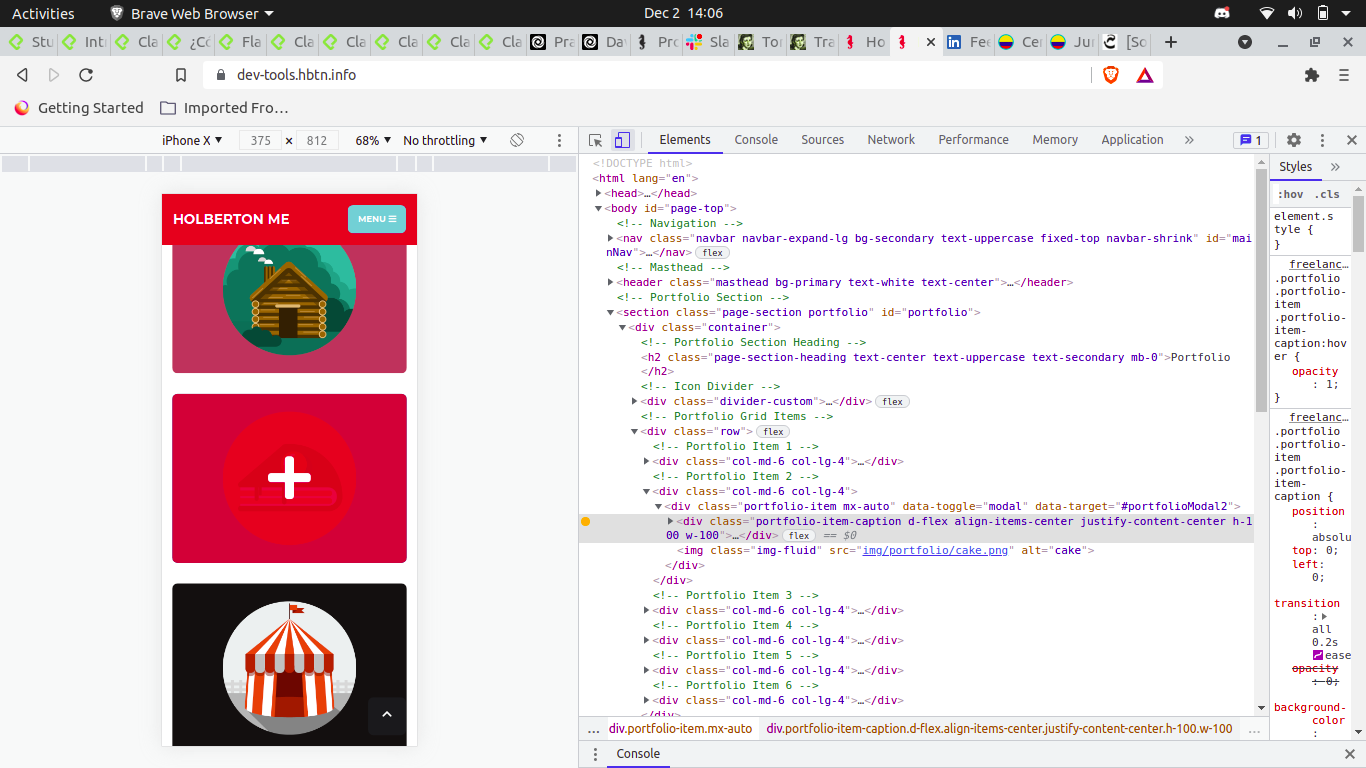 Activities
Brave Web Browser
Dec 2 14:06
Stu
Intr
Cla
¿Có
Fla
Cer
Cla
Cla
Cla
Cla
Pra
Dav
Pro
Sla
Tor
Tra
Ho
×
Fee
Cer
Jur
[So
+
dev-tools.hbtn.info
Getting Started
Imported Fro…
iPhone X ▼
375
×
812
68% ▼
No throttling ▼
Elements
Console
Sources
Network
Performance
Memory
Application
»
1
HOLBERTON ME
MENU
<!DOCTYPE html>
<html lang="en">
<head>…</head>
<body id="page-top">
<!-- Navigation -->
<nav class="navbar navbar-expand-lg bg-secondary text-uppercase fixed-top navbar-shrink" id="mai
nNav">…</nav> flex
<!-- Masthead -->
<header class="masthead bg-primary text-white text-center">…</header>
<!-- Portfolio Section -->
<section class="page-section portfolio" id="portfolio">
<div class="container">
<!-- Portfolio Section Heading -->
<h2 class="page-section-heading text-center text-uppercase text-secondary mb-0">Portfolio
</h2>
<!-- Icon Divider -->
<div class="divider-custom">…</div> flex
<!-- Portfolio Grid Items -->
<div class="row"> flex
<!-- Portfolio Item 1 -->
<div class="col-md-6 col-lg-4">…</div>
<!-- Portfolio Item 2 -->
<div class="col-md-6 col-lg-4">
<div class="portfolio-item mx-auto" data-toggle="modal" data-target="#portfolioModal2">
<div class="portfolio-item-caption d-flex align-items-center justify-content-center h-1
00 w-100">…</div> flex == $0
<img class="img-fluid" src="img/portfolio/cake.png" alt="cake">
</div>
</div>
<!-- Portfolio Item 3 -->
<div class="col-md-6 col-lg-4">…</div>
<!-- Portfolio Item 4 -->
<div class="col-md-6 col-lg-4">…</div>
<!-- Portfolio Item 5 -->
<div class="col-md-6 col-lg-4">…</div>
<!-- Portfolio Item 6 -->
<div class="col-md-6 col-lg-4">…</div>
</div>
... div.portfolio-item.mx-auto div.portfolio-item-caption.d-flex.align-items-center.justify-content-center.h-100.w-100 ...
Console
Styles
»
:hov .cls
element.s
tyle {
}
freelanc…
.portfolio
.portfolio-
item
.portfolio-
item-
caption:hov
er {
opacity
: 1;
}
freelanc…
.portfolio
.portfolio-
item
.portfolio-
item-
caption {
position
:
absolu
top: 0;
left:
0;
transition
:
all
0.2s
ease
opacity
: 0;
background-
color
: